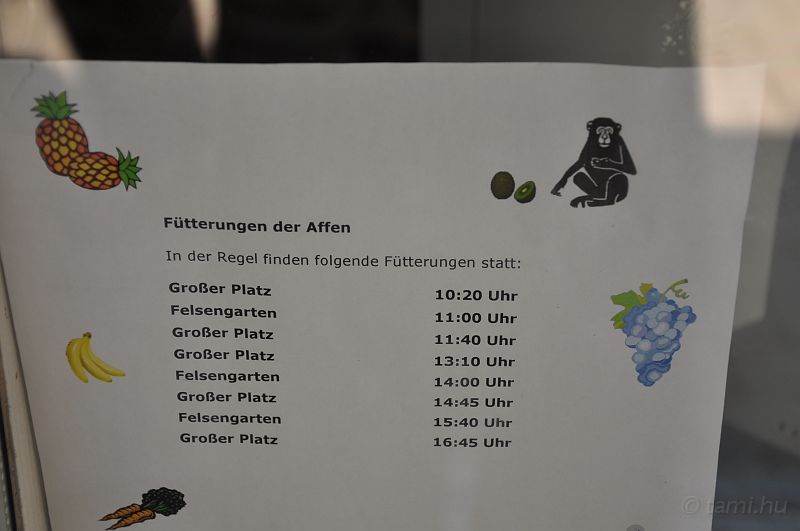 Fütterungen der Affen
In der Regel finden folgende Fütterungen statt:
Großer Platz 10:20 Uhr
Felsengarten 11:00 Uhr
Großer Platz 11:40 Uhr
Großer Platz 13:10 Uhr
Felsengarten 14:00 Uhr
Großer Platz 14:45 Uhr
Felsengarten 15:40 Uhr
Großer Platz 16:45 Uhr
© tami.hu